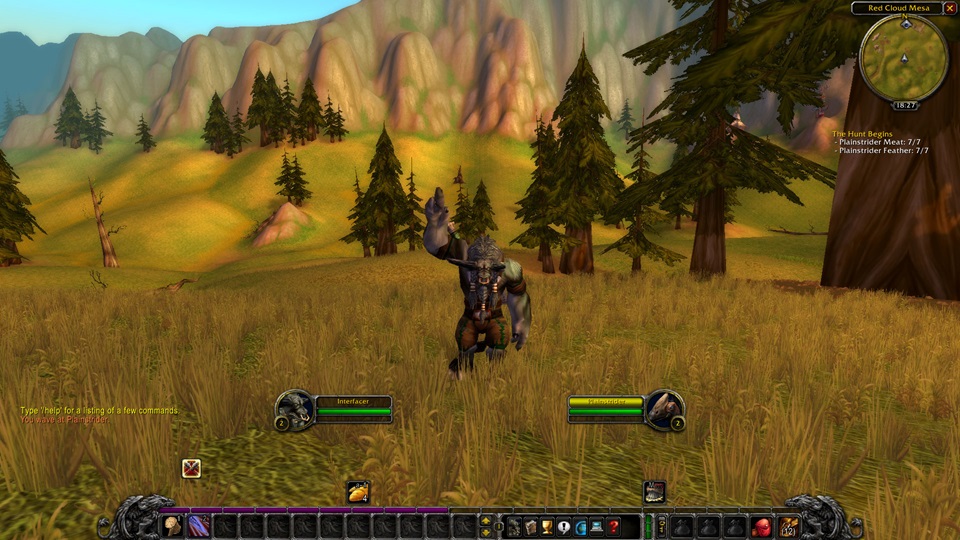 Red Cloud Mesa
N
18:27
The Hunt Begins
- Plainstrider Meat: 7/7
- Plainstrider Feather: 7/7
Interfacer
Plainstrider
2
2
Type '/help' for a listing of a few commands.
You wave at Plainstrider.
12